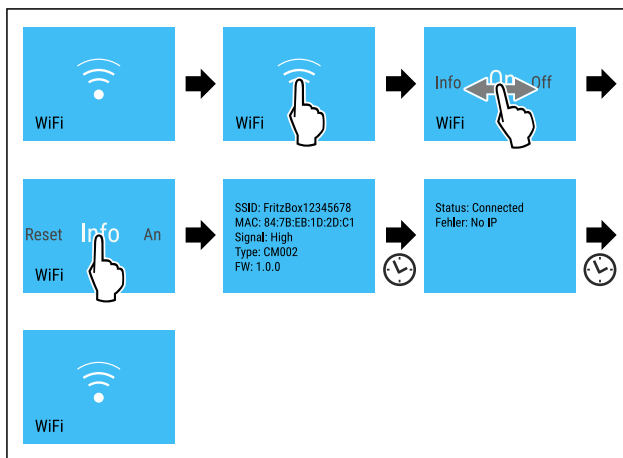 WiFi
WiFi
Info On Off
WiFi
Reset Info An
WiFi
SSID: FritzBox12345678
MAC: 84:7B:EB:1D:2D:C1
Signal: High
Type: CM002
FW: 1.0.0
Status: Connected
Fehler: No IP
WiFi